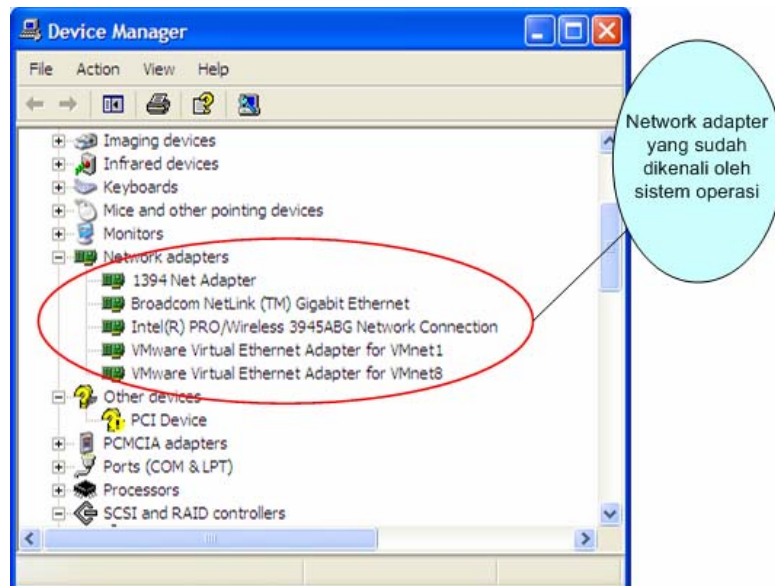 Device Manager
File Action View Help
Imaging devices
Infrared devices
Keyboards
Mice and other pointing devices
Monitors
Network adapters
1394 Net Adapter
Broadcom NetLink (TM) Gigabit Ethernet
Intel(R) PRO/Wireless 3945ABG Network Connection
VMware Virtual Ethernet Adapter for VMnet1
VMware Virtual Ethernet Adapter for VMnet8
Other devices
PCI Device
PCMCIA adapters
Ports (COM & LPT)
Processors
SCSI and RAID controllers
Network adapter
yang sudah
dikenali oleh
sistem operasi